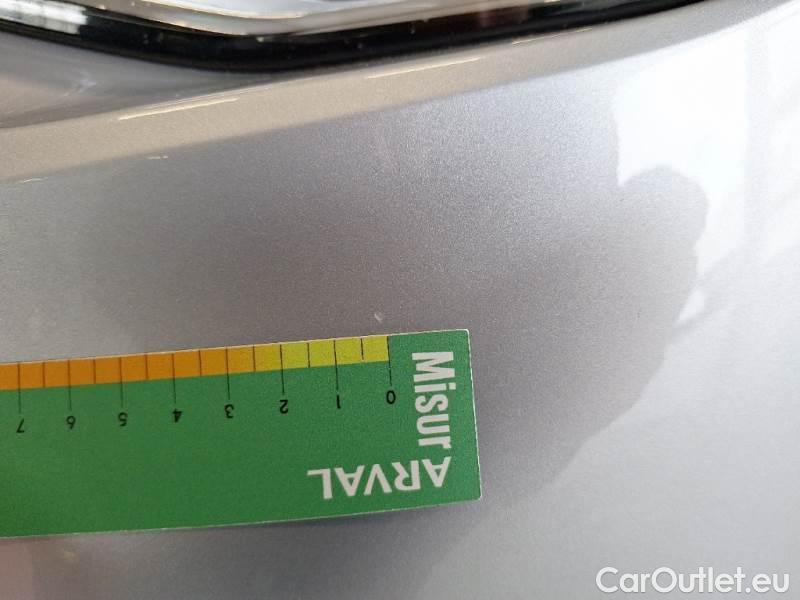 Misur
ARVAL
0 1 2 3 4 5 6 7
CarOutlet.eu